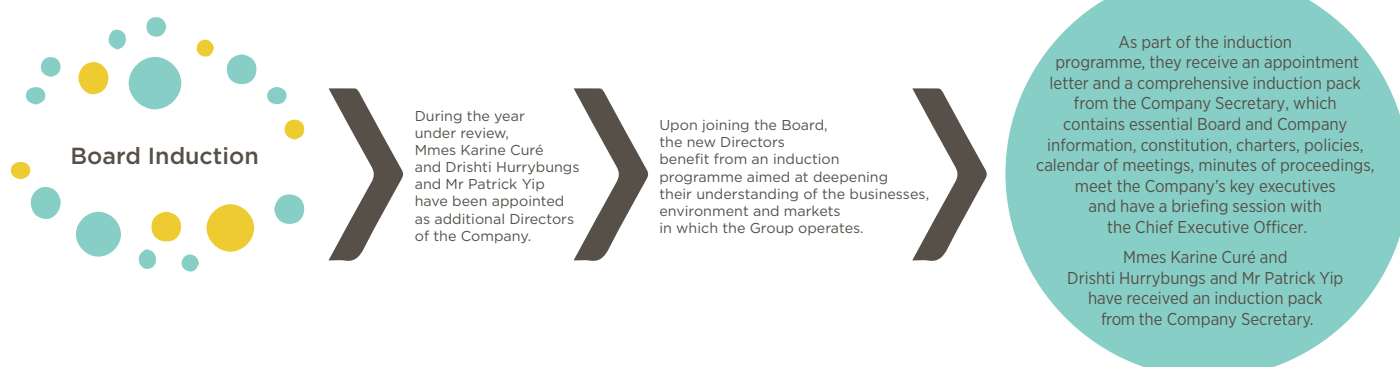 Board Induction
During the year
under review,
Mmes Karine Curé
and Drishti Hurrybungs
and Mr Patrick Yip
have been appointed
as additional Directors
of the Company.
Upon joining the Board,
the new Directors
benefit from an induction
programme aimed at deepening
their understanding of the businesses,
environment and markets
in which the Group operates.
As part of the induction
programme, they receive an appointment
letter and a comprehensive induction pack
from the Company Secretary, which
contains essential Board and Company
information, constitution, charters, policies,
calendar of meetings, minutes of proceedings,
meet the Company's key executives
and have a briefing session with
the Chief Executive Officer.
Mmes Karine Curé and
Drishti Hurrybungs and Mr Patrick Yip
have received an induction pack
from the Company Secretary.